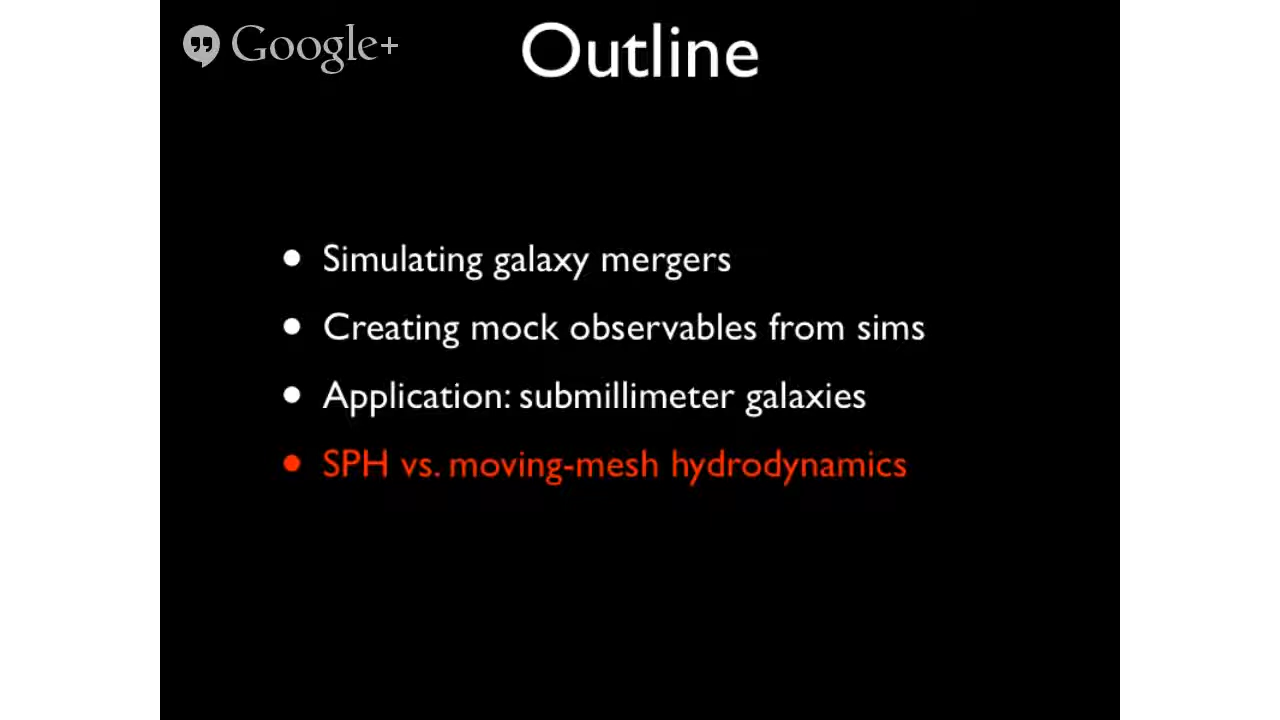 Google+
Outline
• Simulating galaxy mergers
• Creating mock observables from sims
• Application: submillimeter galaxies
• SPH vs. moving-mesh hydrodynamics